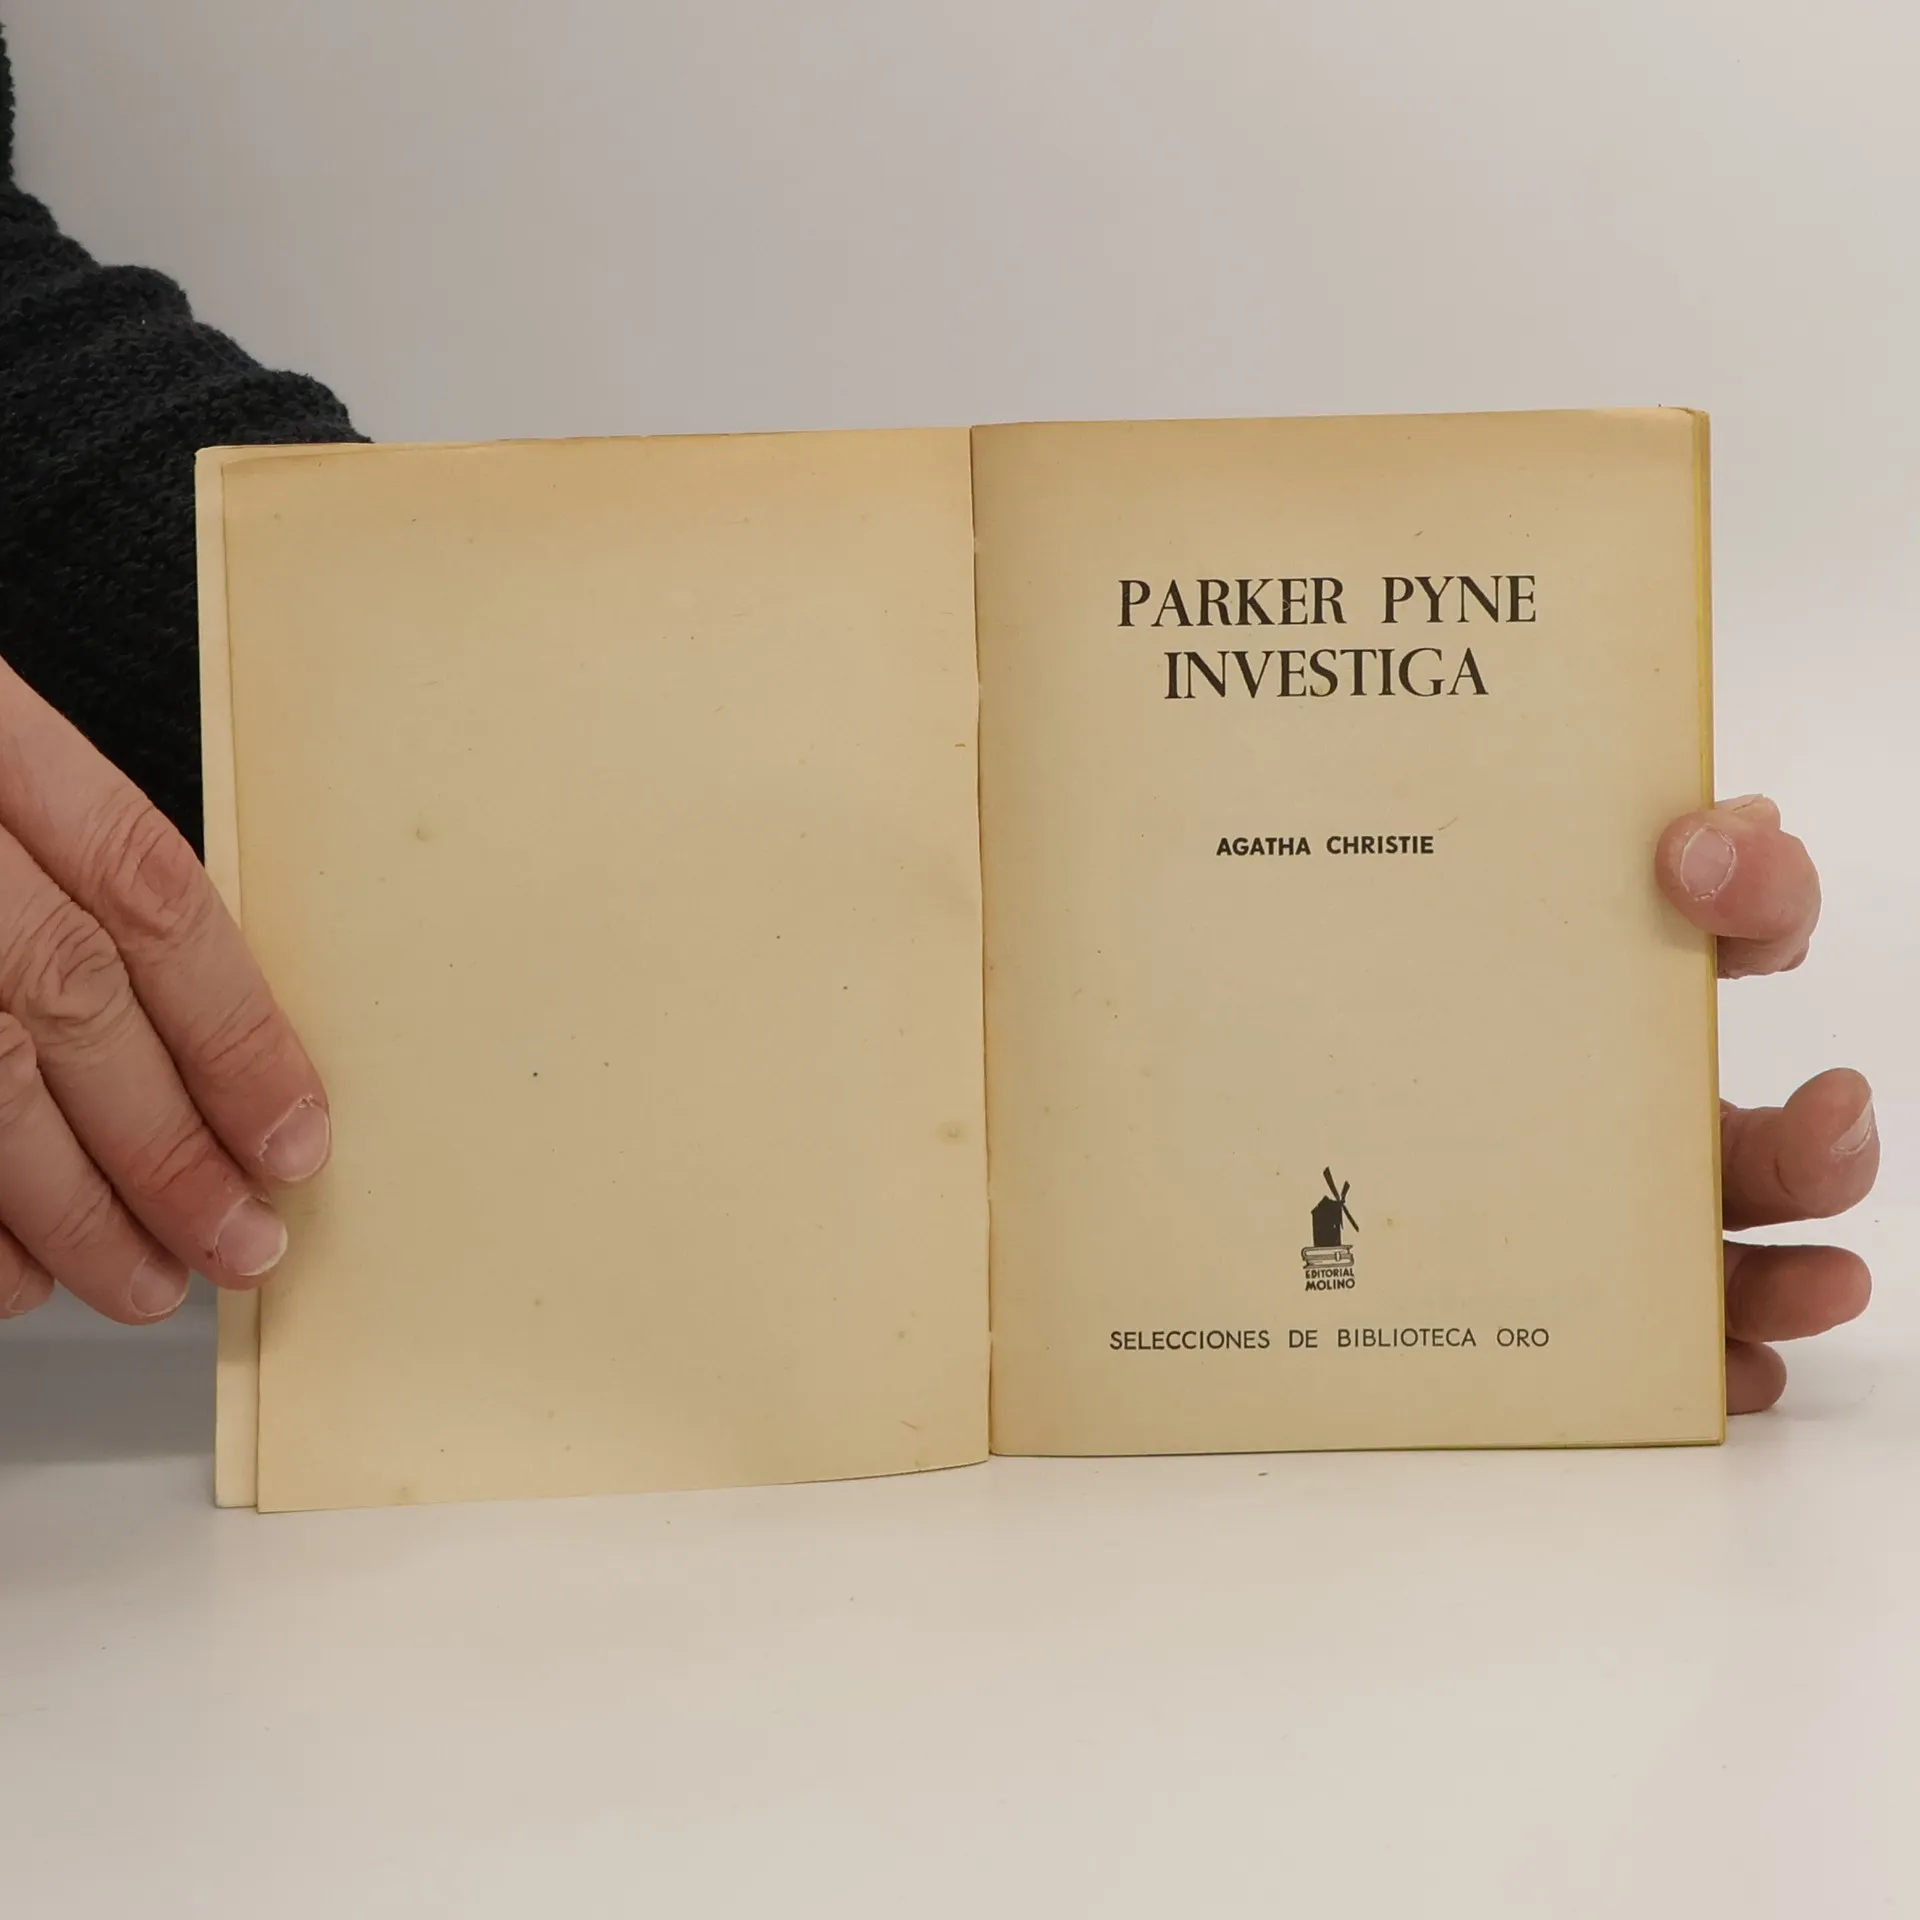 PARKER PYNE
INVESTIGA
AGATHA CHRISTIE
EDITORIAL
MOLINO
SELECCIONES DE BIBLIOTECA ORO